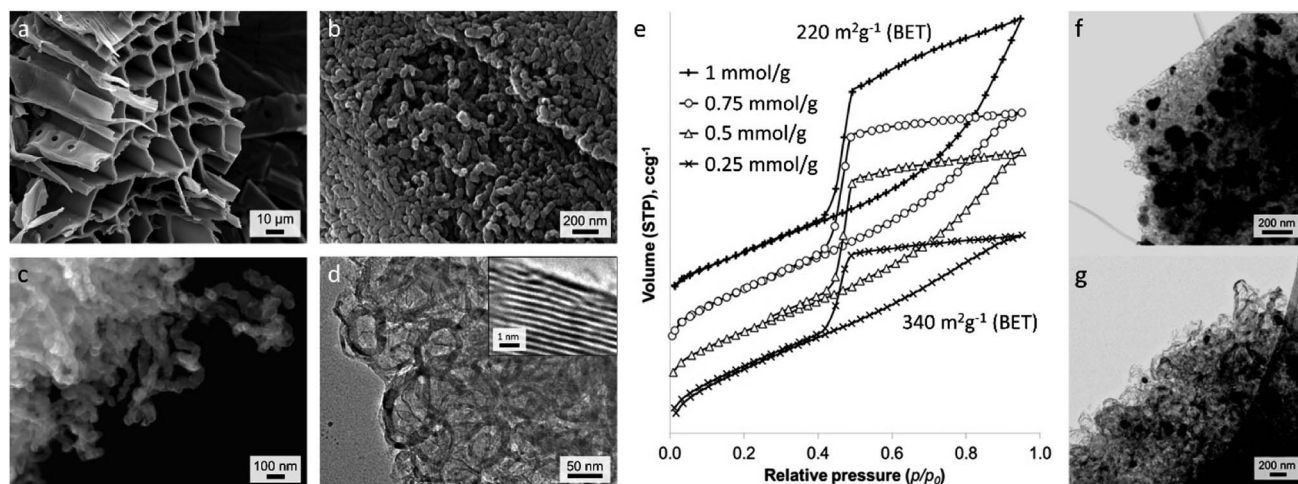 a
10 µm
b
200 nm
c
100 nm
d
1 nm
50 nm
e
220 m²g⁻¹ (BET)
1 mmol/g
0.75 mmol/g
0.5 mmol/g
0.25 mmol/g
340 m²g⁻¹ (BET)
Volume (STP), ccg⁻¹
0.0 0.2 0.4 0.6 0.8 1.0
Relative pressure (p/p₀)
f
200 nm
g
200 nm